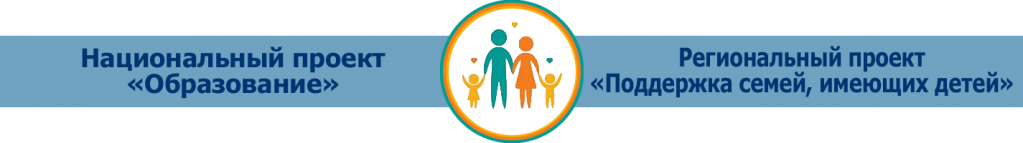 Национальный проект
«Образование»
Региональный проект
«Поддержка семей, имеющих детей»